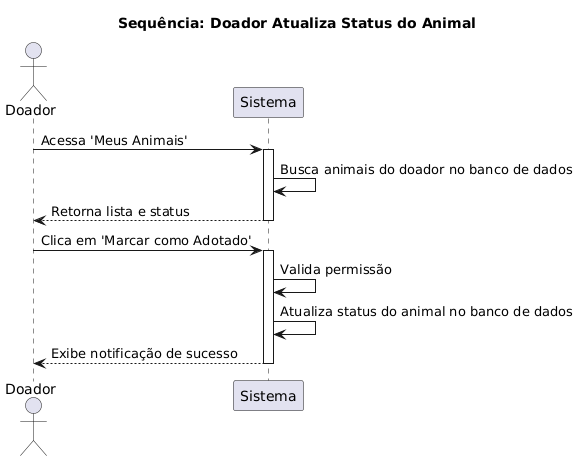 Sequência: Doador Atualiza Status do Animal
Doador
Sistema
Acessa 'Meus Animais'
Busca animais do doador no banco de dados
Retorna lista e status
Clica em 'Marcar como Adotado'
Valida permissão
Atualiza status do animal no banco de dados
Exibe notificação de sucesso
Doador
Sistema